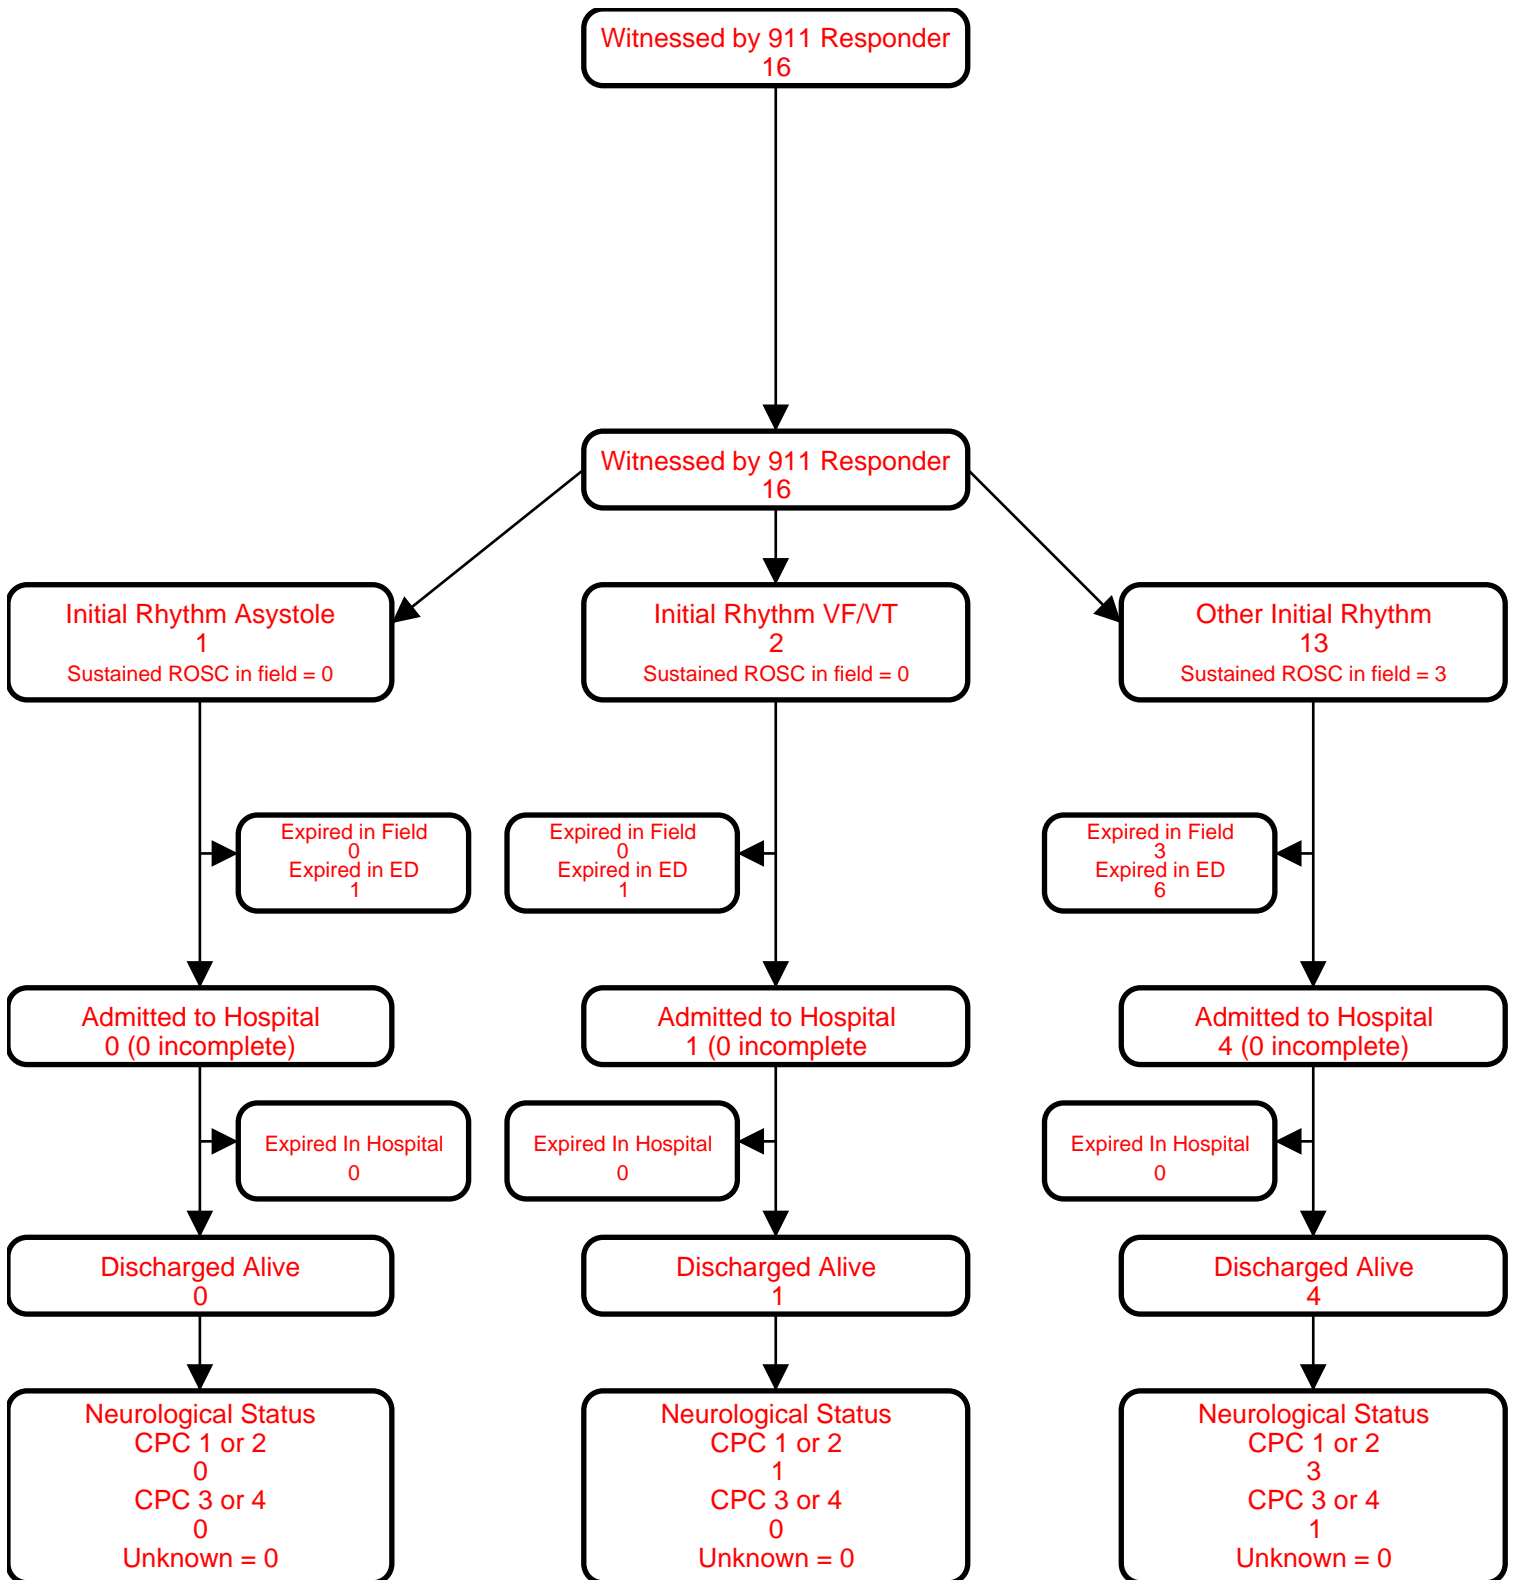 Witnessed by 911 Responder
16
Witnessed by 911 Responder
16
Initial Rhythm Asystole
1
Sustained ROSC in field = 0
Initial Rhythm VF/VT
2
Sustained ROSC in field = 0
Other Initial Rhythm
13
Sustained ROSC in field = 3
Expired in Field
0
Expired in ED
1
Expired in Field
0
Expired in ED
1
Expired in Field
3
Expired in ED
6
Admitted to Hospital
0 (0 incomplete)
Admitted to Hospital
1 (0 incomplete
Admitted to Hospital
4 (0 incomplete)
Expired In Hospital
0
Expired In Hospital
0
Expired In Hospital
0
Discharged Alive
0
Discharged Alive
1
Discharged Alive
4
Neurological Status
CPC 1 or 2
0
CPC 3 or 4
0
Unknown = 0
Neurological Status
CPC 1 or 2
1
CPC 3 or 4
0
Unknown = 0
Neurological Status
CPC 1 or 2
3
CPC 3 or 4
1
Unknown = 0